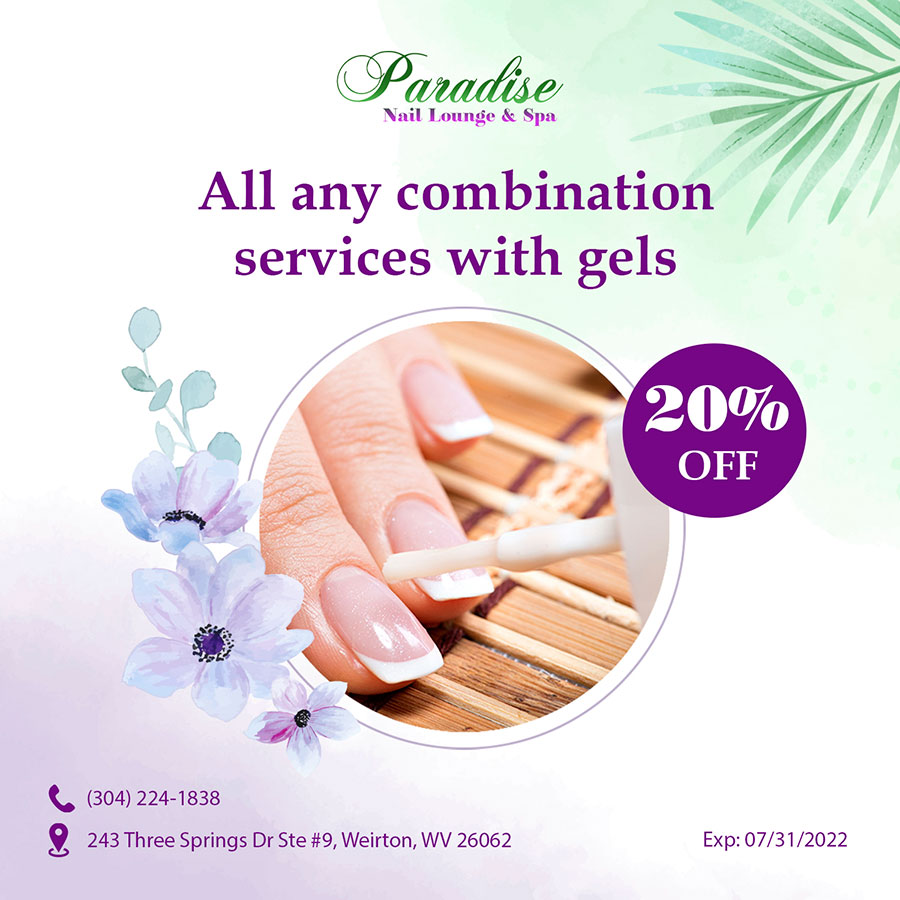 Paradise
Nail Lounge & Spa
All any combination
services with gels
20%
OFF
(304) 224-1838
243 Three Springs Dr Ste #9, Weirton, WV 26062
Exp: 07/31/2022